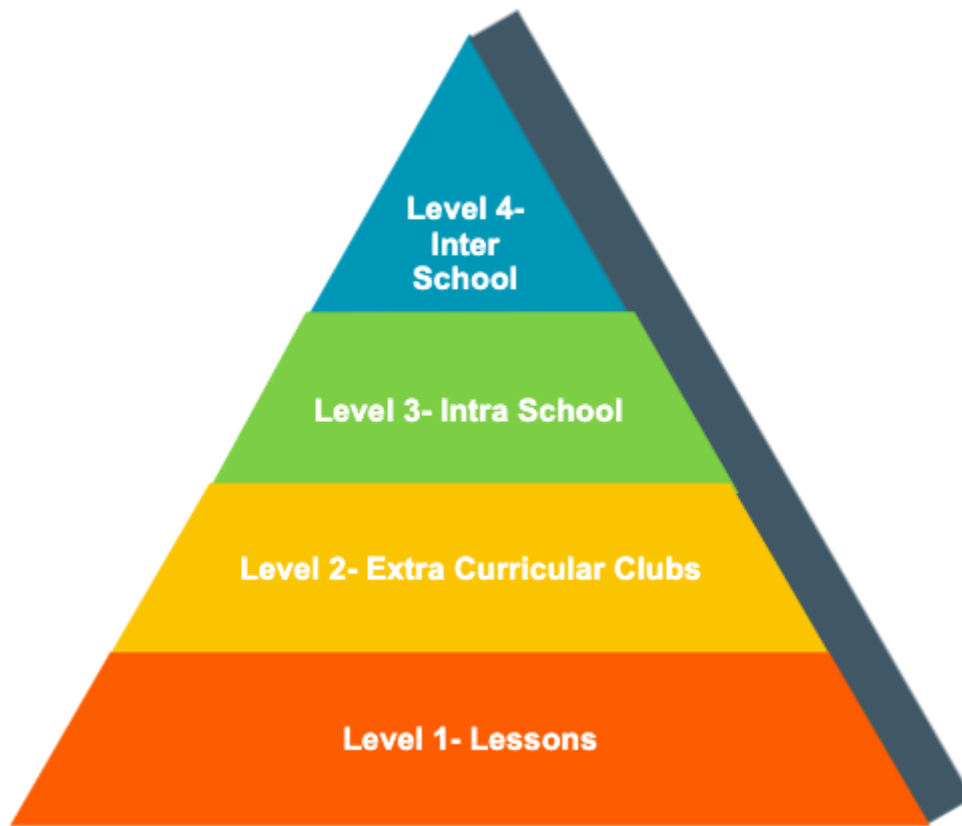 Level 4-
Inter
School
Level 3- Intra School
Level 2- Extra Curricular Clubs
Level 1- Lessons